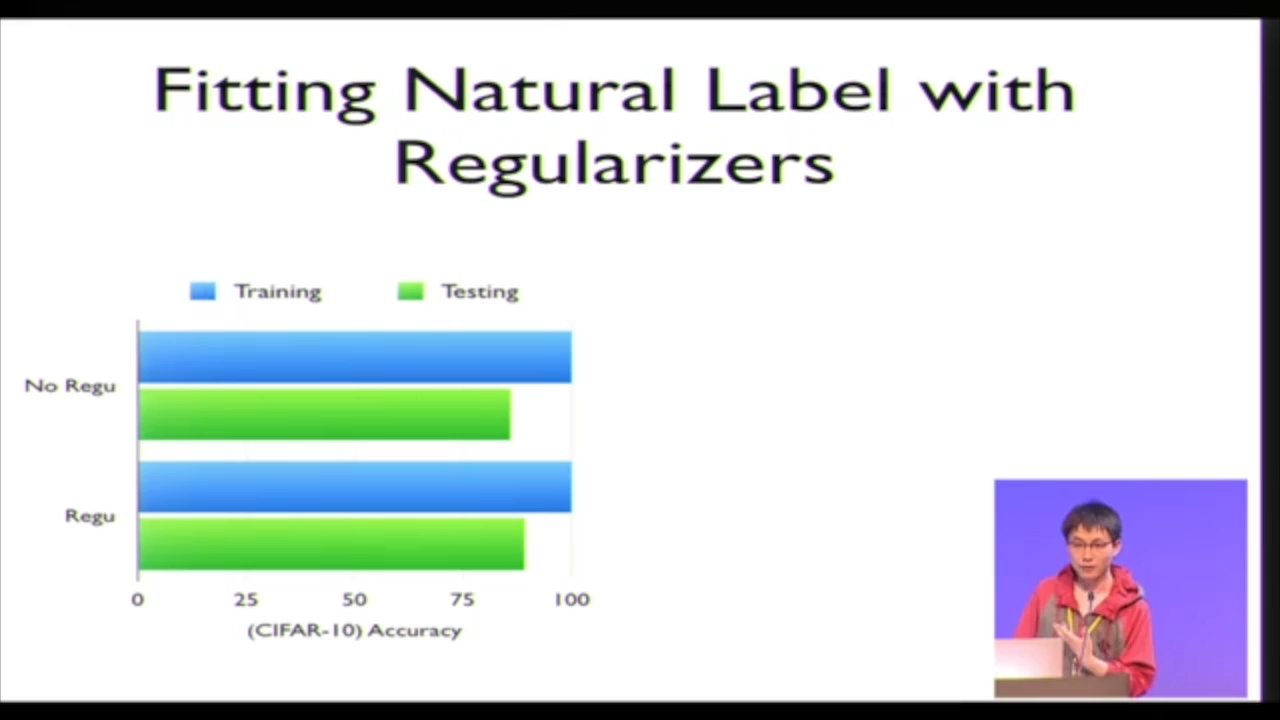 Fitting Natural Label with
Regularizers
Training Testing
No Regu
Regu
0 25 50 75 100
(CIFAR-10) Accuracy